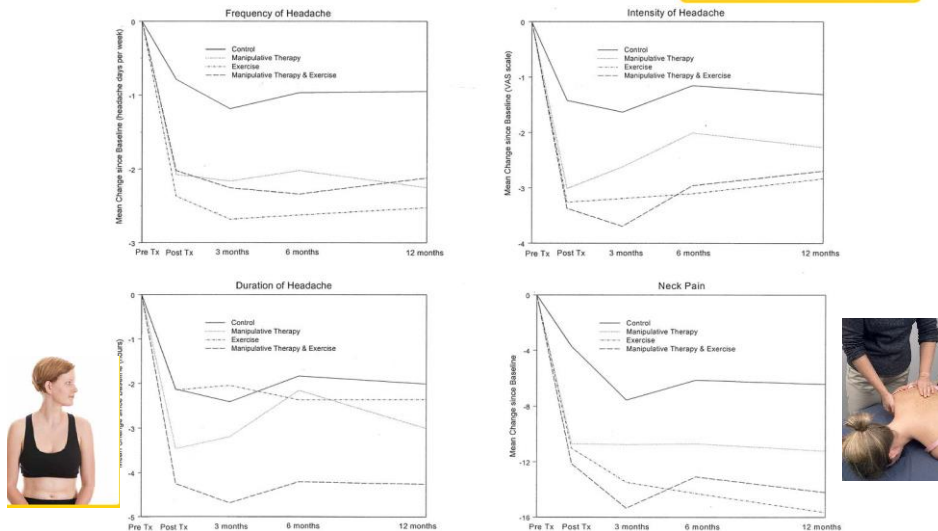 Frequency of Headache
0
-1
-2
-3
Mean Change since Baseline (headache days per week)
Control
Manipulative Therapy
Exercise
Manipulative Therapy & Exercise
Pre Tx Post Tx 3 months 6 months 12 months
Intensity of Headache
0
-1
-2
-3
-4
Mean Change since Baseline (VAS scale)
Control
Manipulative Therapy
Exercise
Manipulative Therapy & Exercise
Pre Tx Post Tx 3 months 6 months 12 months
Duration of Headache
0
-1
-2
-3
-4
-5
Mean Change since Baseline (hours)
Control
Manipulative Therapy
Exercise
Manipulative Therapy & Exercise
Pre Tx Post Tx 3 months 6 months 12 months
Neck Pain
0
-4
-8
-12
-16
Mean Change since Baseline
Control
Manipulative Therapy
Exercise
Manipulative Therapy & Exercise
Pre Tx Post Tx 3 months 6 months 12 months